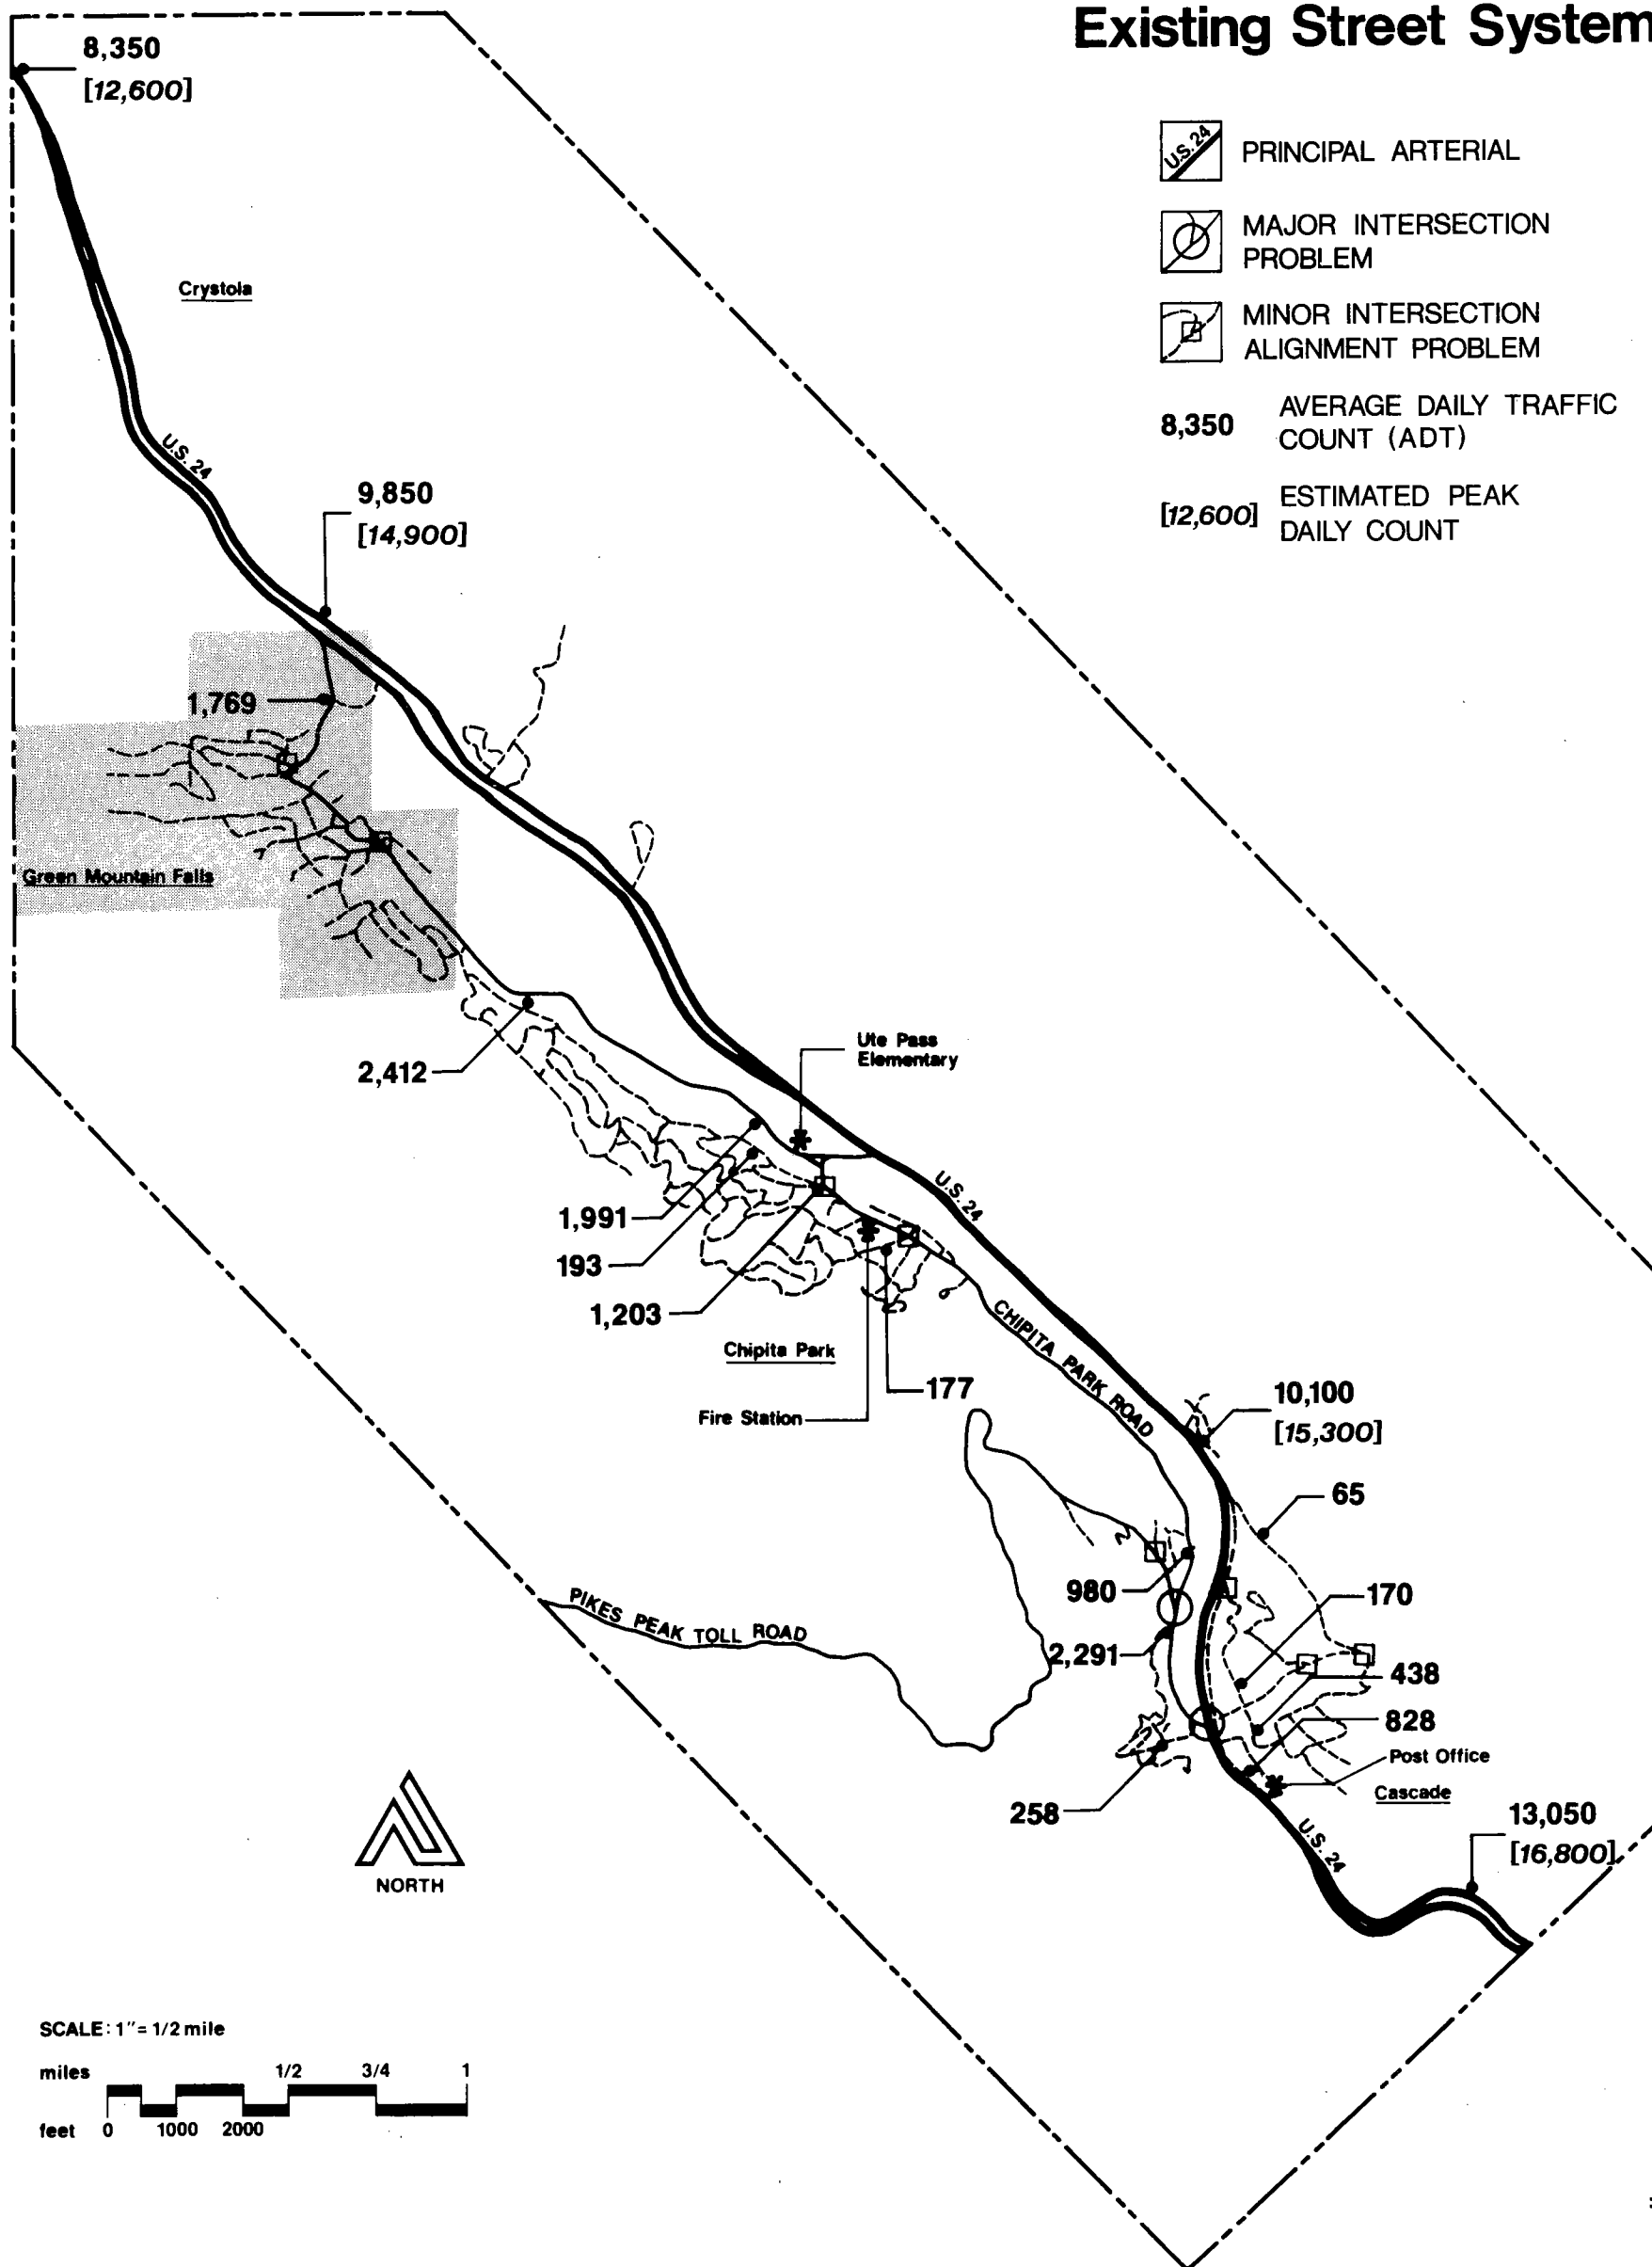 Existing Street System
8,350
[12,600]
U.S. 24
PRINCIPAL ARTERIAL
MAJOR INTERSECTION
PROBLEM
MINOR INTERSECTION
ALIGNMENT PROBLEM
8,350
AVERAGE DAILY TRAFFIC
COUNT (ADT)
[12,600]
ESTIMATED PEAK
DAILY COUNT
Crystola
U.S. 24
9,850
[14,900]
1,769
Green Mountain Falls
2,412
Ute Pass
Elementary
1,991
193
1,203
U.S. 24
Chipita Park
CHIPITA PARK ROAD
177
Fire Station
10,100
[15,300]
65
980
170
PIKES PEAK TOLL ROAD
2,291
438
828
Post Office
Cascade
258
13,050
[16,800]
U.S. 24
NORTH
SCALE: 1"= 1/2 mile
miles 1/2 3/4 1
feet 0 1000 2000